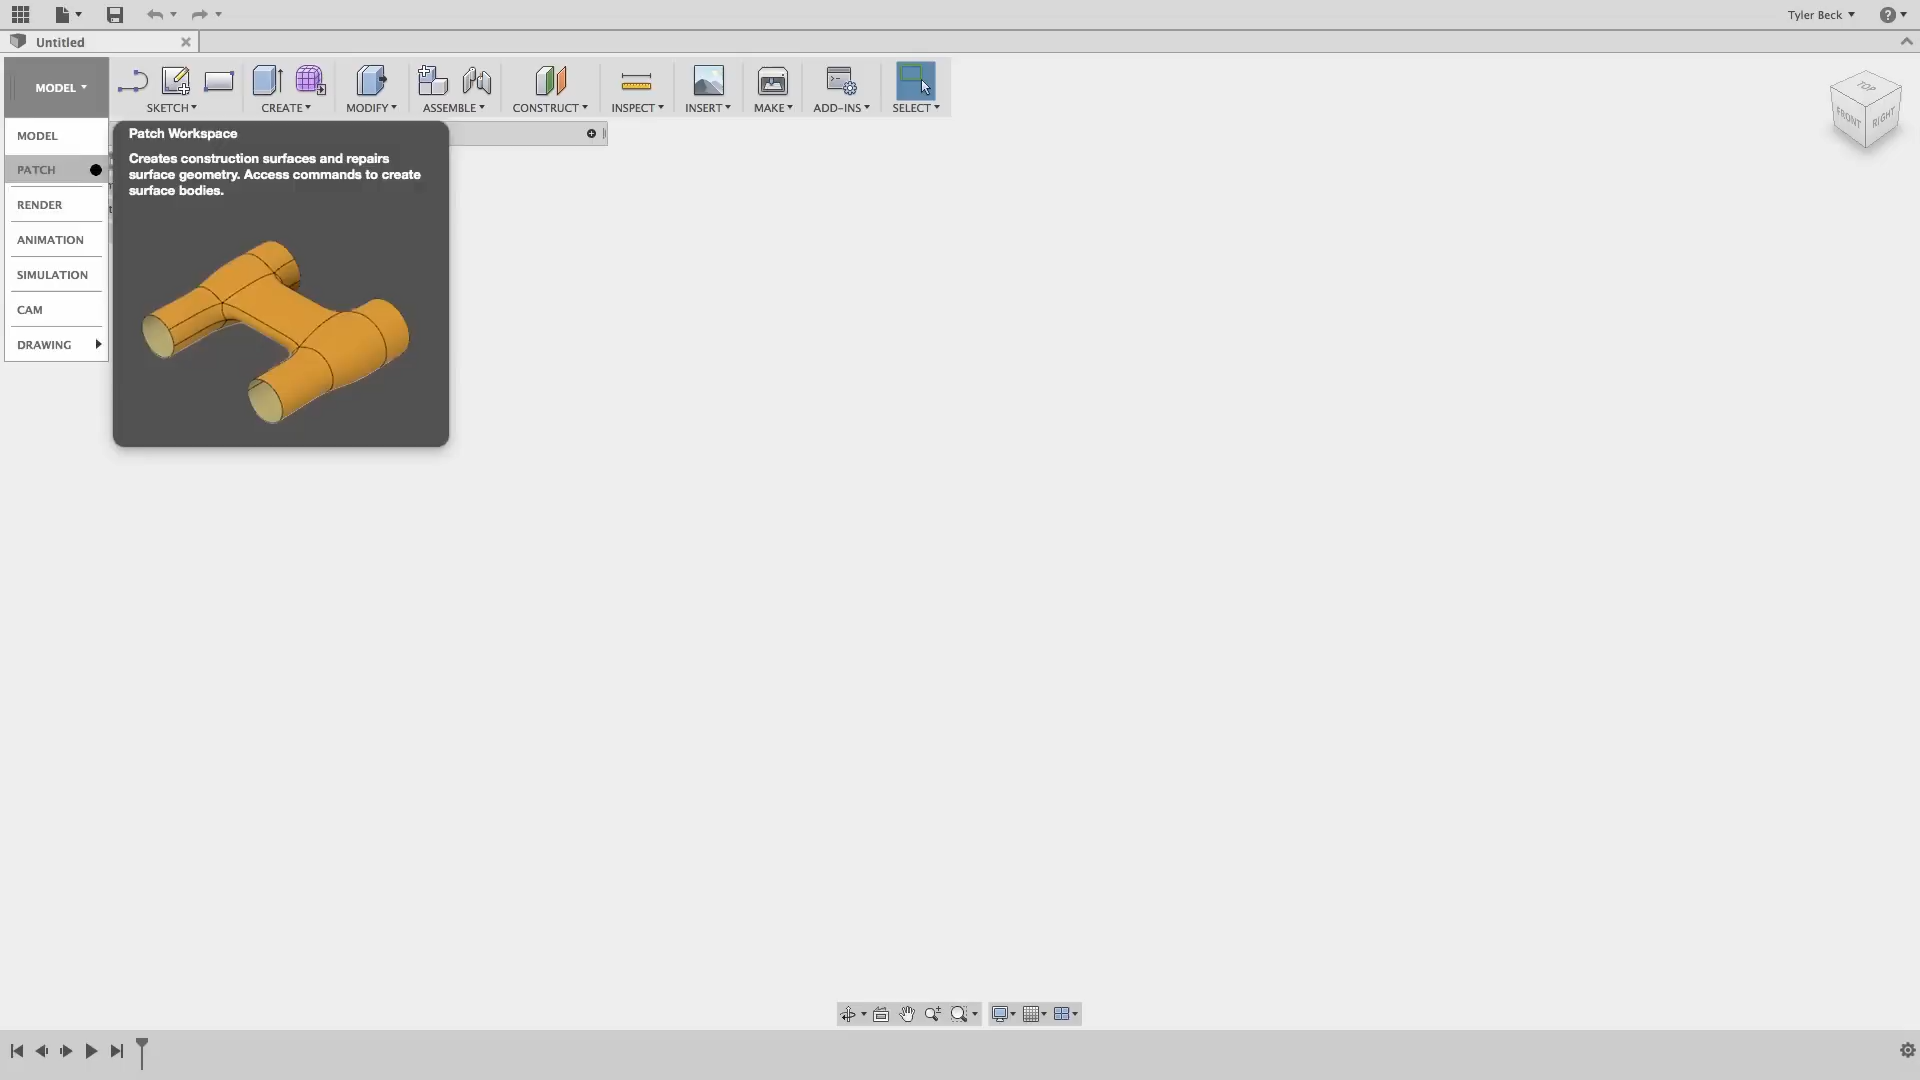 Tyler Beck
?
Untitled
MODEL
SKETCH
CREATE
MODIFY
ASSEMBLE
CONSTRUCT
INSPECT
INSERT
MAKE
ADD-INS
SELECT
TOP
FRONT
RIGHT
MODEL
PATCH
RENDER
ANIMATION
SIMULATION
CAM
DRAWING
Patch Workspace
Creates construction surfaces and repairs
surface geometry. Access commands to create
surface bodies.